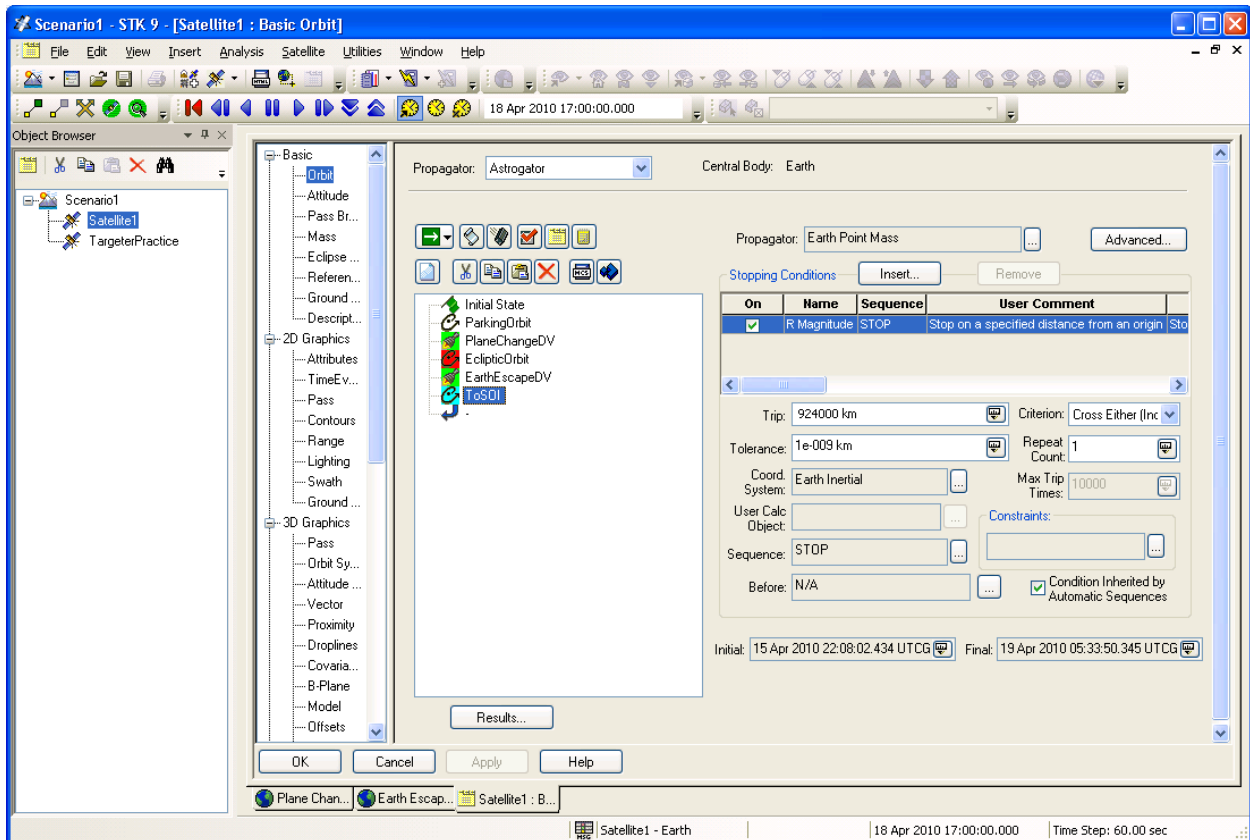 Scenario1 - STK 9 - [Satellite1 : Basic Orbit]
File Edit View Insert Analysis Satellite Utilities Window Help
18 Apr 2010 17:00:00.000
Object Browser
Scenario1
Satellite1
TargeterPractice
Basic
Orbit
Attitude
Pass Br...
Mass
Eclipse ...
Referen...
Ground ...
Descript...
2D Graphics
Attributes
TimeEv...
Pass
Contours
Range
Lighting
Swath
Ground ...
3D Graphics
Pass
Orbit Sy...
Attitude ...
Vector
Proximity
Droplines
Covaria...
B-Plane
Model
Offsets
Propagator: Astrogator
Central Body: Earth
MCS
Initial State
ParkingOrbit
PlaneChangeDV
EclipticOrbit
EarthEscapeDV
ToSOI
-
Results...
Propagator: Earth Point Mass ... Advanced...
Stopping Conditions Insert... Remove
On Name Sequence User Comment
R Magnitude STOP Stop on a specified distance from an origin Sto
Trip: 924000 km Criterion: Cross Either (Inc
Tolerance: 1e-009 km Repeat Count: 1
Coord. System: Earth Inertial ... Max Trip Times: 10000
User Calc Object: ... Constraints:
...
Sequence: STOP ...
Before: N/A ... Condition Inherited by Automatic Sequences
Initial: 15 Apr 2010 22:08:02.434 UTCG Final: 19 Apr 2010 05:33:50.345 UTCG
OK Cancel Apply Help
Plane Chan... Earth Escap... Satellite1 : B...
MSG Satellite1 - Earth 18 Apr 2010 17:00:00.000 Time Step: 60.00 sec